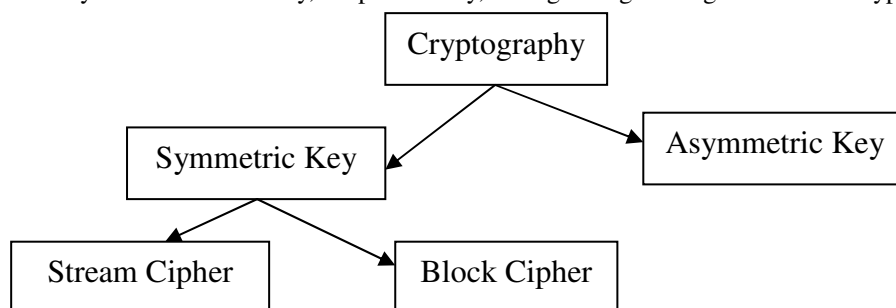 Cryptography
Asymmetric Key
Symmetric Key
Stream Cipher
Block Cipher